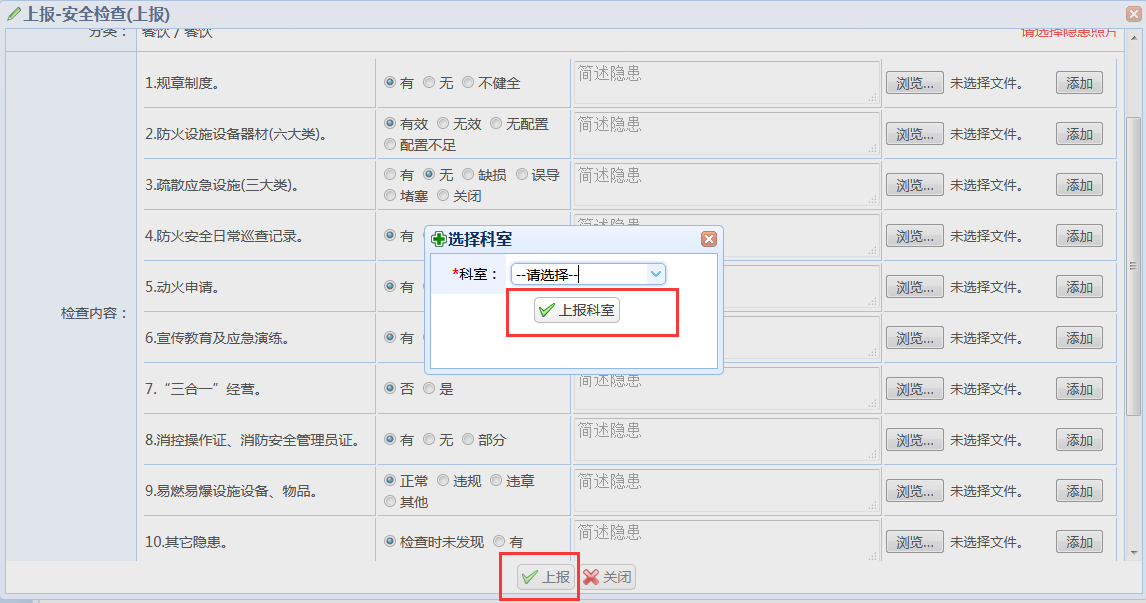 上报-安全检查(上报)
分类： 餐饮 / 餐饮 请选择隐患照片
检查内容：
1.规章制度。 有 无 不健全 简述隐患 浏览... 未选择文件。 添加
2.防火设施设备器材(六大类)。 有效 无效 无配置 简述隐患 浏览... 未选择文件。 添加
配置不足
3.疏散应急设施(三大类)。 有 无 缺损 误导 简述隐患 浏览... 未选择文件。 添加
堵塞 关闭
4.防火安全日常巡查记录。 有 简述隐患 浏览... 未选择文件。 添加
5.动火申请。 有 浏览... 未选择文件。 添加
6.宣传教育及应急演练。 有 浏览... 未选择文件。 添加
7.“三合一”经营。 否 是 简述隐患 浏览... 未选择文件。 添加
8.消控操作证、消防安全管理员证。 有 无 部分 简述隐患 浏览... 未选择文件。 添加
9.易燃易爆设施设备、物品。 正常 违规 违章 简述隐患 浏览... 未选择文件。 添加
其他
10.其它隐患。 检查时未发现 有 简述隐患 浏览... 未选择文件。 添加
选择科室
*科室： --请选择--
上报科室
上报 关闭